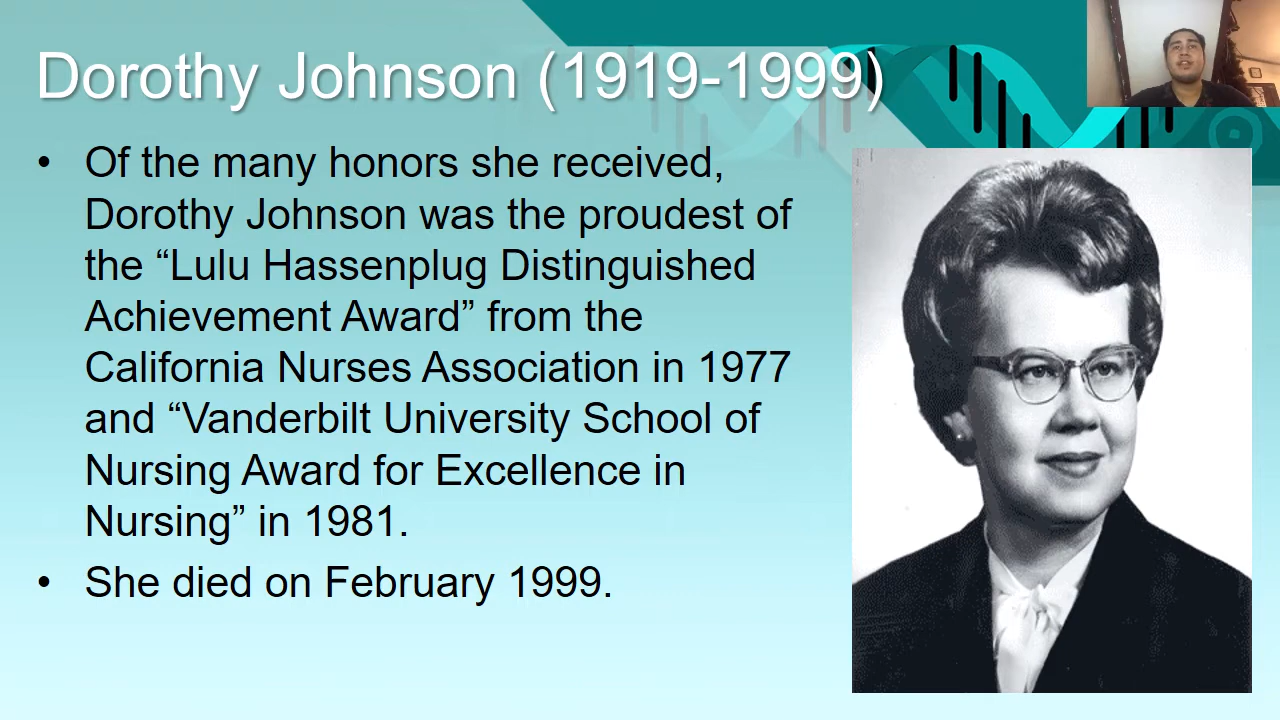 Dorothy Johnson (1919-1999)
• Of the many honors she received,
Dorothy Johnson was the proudest of
the “Lulu Hassenplug Distinguished
Achievement Award” from the
California Nurses Association in 1977
and “Vanderbilt University School of
Nursing Award for Excellence in
Nursing” in 1981.
• She died on February 1999.